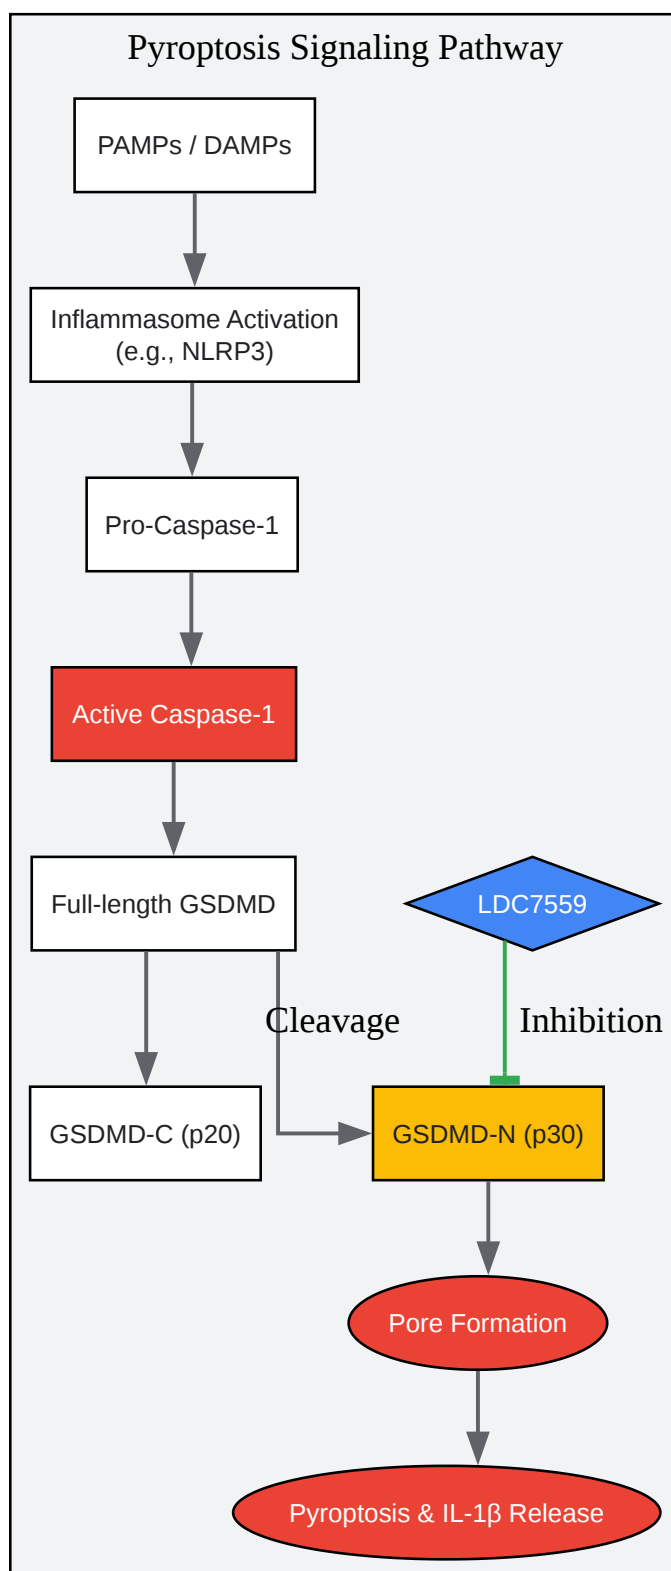 Pyroptosis Signaling Pathway
PAMPs / DAMPs
Inflammasome Activation
(e.g., NLRP3)
Pro-Caspase-1
Active Caspase-1
Full-length GSDMD
LDC7559
Cleavage
Inhibition
GSDMD-C (p20)
GSDMD-N (p30)
Pore Formation
Pyroptosis & IL-1β Release